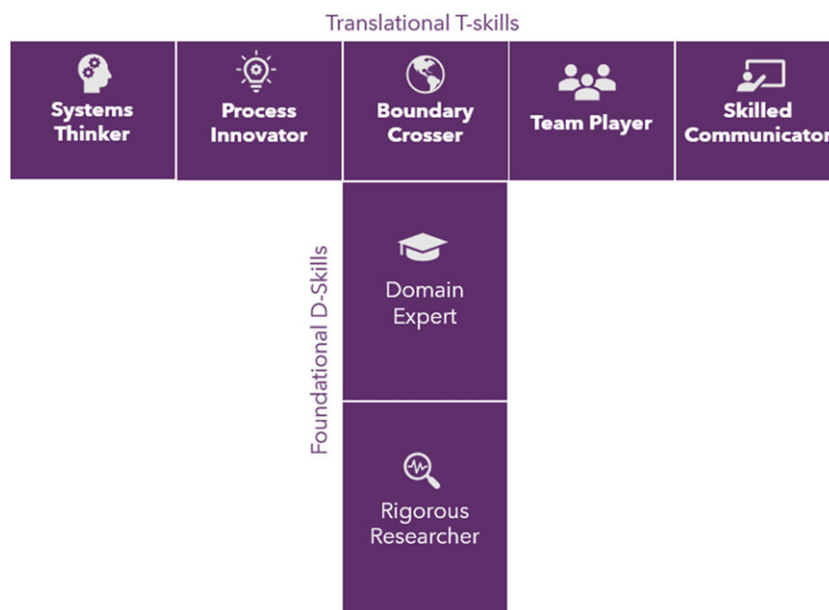 Translational T-skills
Systems
Thinker
Process
Innovator
Boundary
Crosser
Team Player
Skilled
Communicator
Foundational D-Skills
Domain
Expert
Rigorous
Researcher